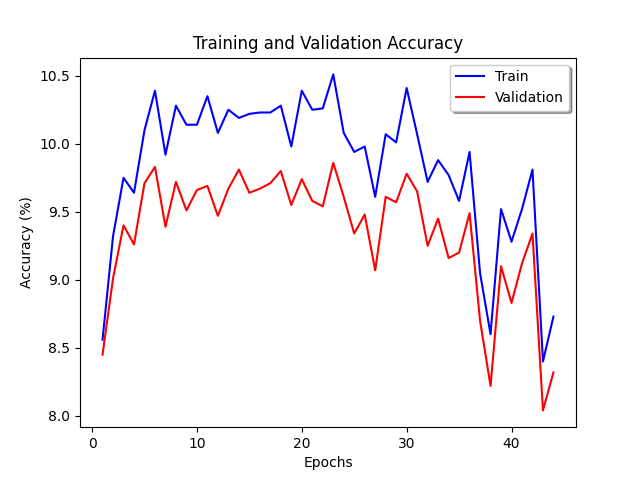 Training and Validation Accuracy
Train
Validation
10.5
10.0
9.5
9.0
8.5
8.0
Accuracy (%)
0 10 20 30 40
Epochs